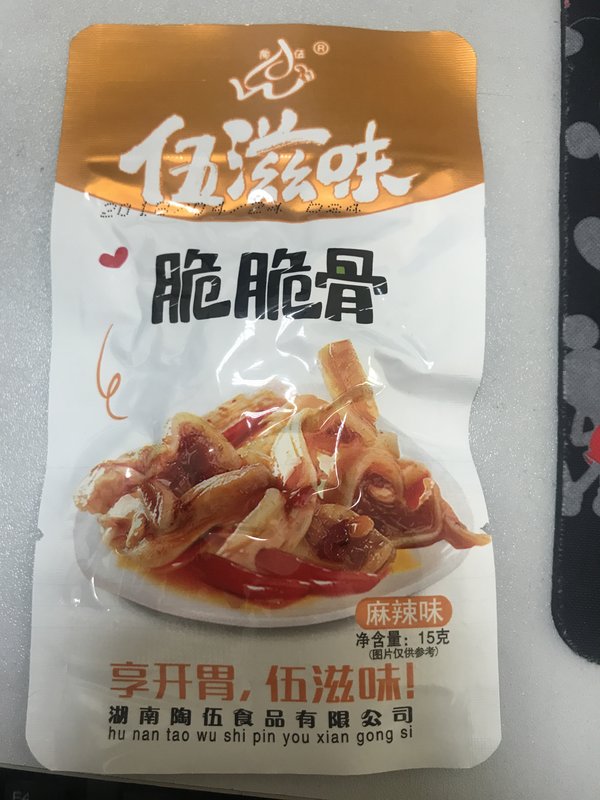 陶伍®
伍滋味
脆脆骨
麻辣味
净含量：15克
(图片仅供参考)
享开胃，伍滋味！
湖南陶伍食品有限公司
hu nan tao wu shi pin you xian gong si